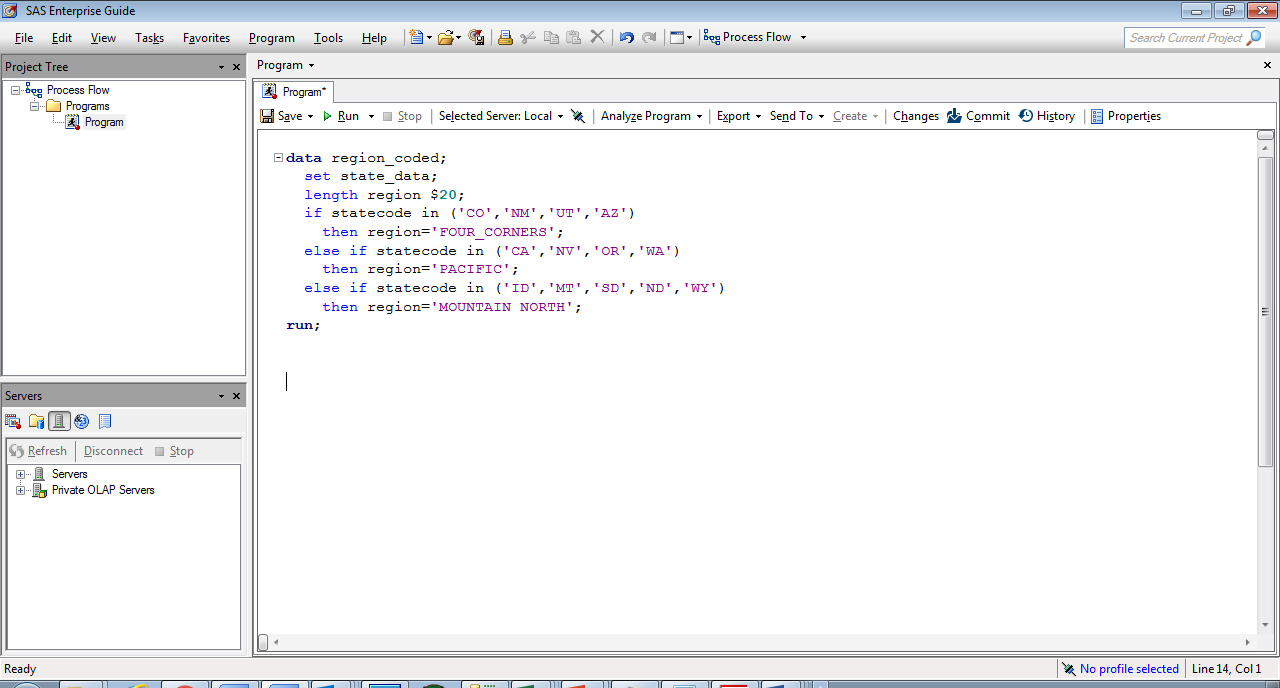 SAS Enterprise Guide
File Edit View Tasks Favorites Program Tools Help Process Flow Search Current Project
Project Tree
Process Flow
Programs
Program
Program
Program*
Save Run Stop Selected Server: Local Analyze Program Export Send To Create Changes Commit History Properties
data region_coded;
set state_data;
length region $20;
if statecode in ('CO','NM','UT','AZ')
then region='FOUR_CORNERS';
else if statecode in ('CA','NV','OR','WA')
then region='PACIFIC';
else if statecode in ('ID','MT','SD','ND','WY')
then region='MOUNTAIN NORTH';
run;
Servers
Refresh Disconnect Stop
Servers
Private OLAP Servers
Ready No profile selected Line 14, Col 1